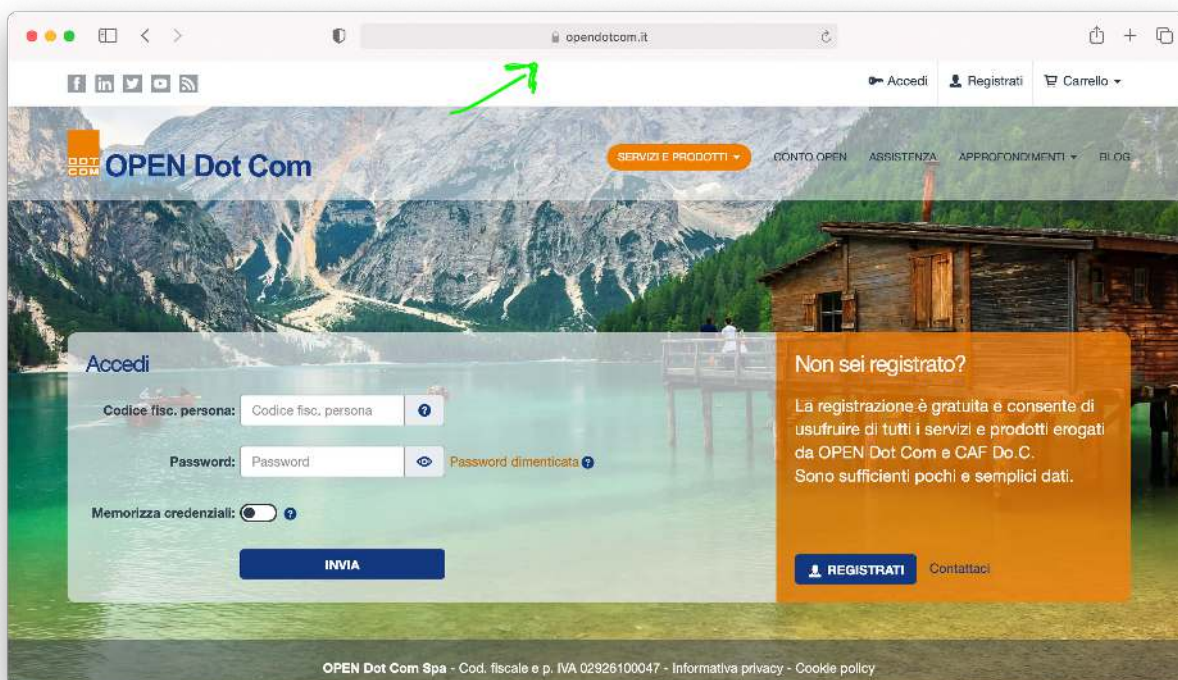 opendotcom.it
Accedi
Registrati
Carrello
DOT
COM
OPEN Dot Com
SERVIZI E PRODOTTI
CONTO OPEN
ASSISTENZA
APPROFONDIMENTI
BLOG
Accedi
Codice fisc. persona:
Codice fisc. persona
Password:
Password
Password dimenticata
Memorizza credenziali:
INVIA
Non sei registrato?
La registrazione è gratuita e consente di
usufruire di tutti i servizi e prodotti erogati
da OPEN Dot Com e CAF Do.C.
Sono sufficienti pochi e semplici dati.
REGISTRATI
Contattaci
OPEN Dot Com Spa - Cod. fiscale e p. IVA 02926100047 - Informativa privacy - Cookie policy